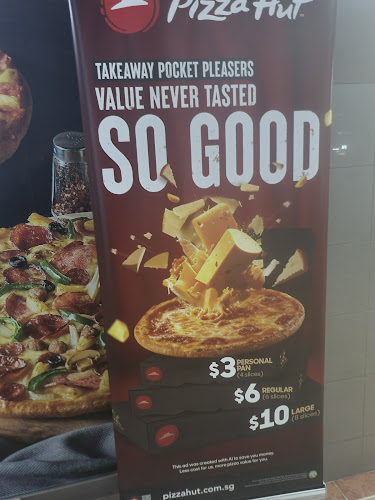 Pizza Hut
TAKEAWAY POCKET PLEASERS
VALUE NEVER TASTED
SO GOOD
$3 PERSONAL PAN (4 slices)
$6 REGULAR (6 slices)
$10 LARGE (8 slices)
This ad was created with AI to save you money.
Less cost for us, more pizza value for you.
pizzahut.com.sg